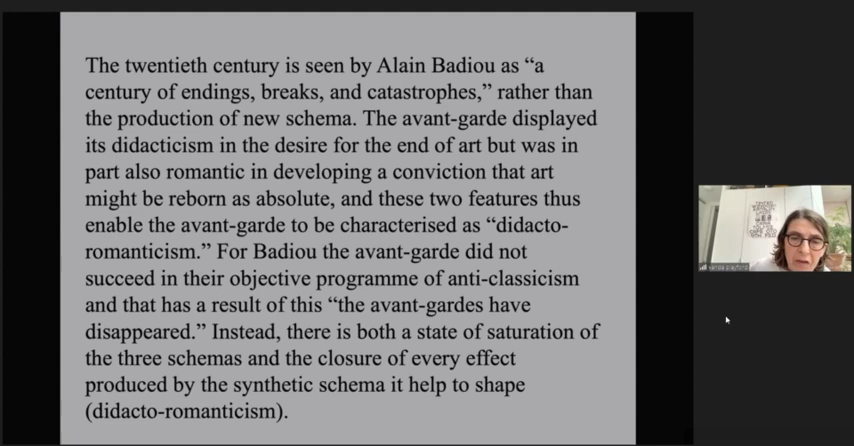 The twentieth century is seen by Alain Badiou as “a
century of endings, breaks, and catastrophes,” rather than
the production of new schema. The avant-garde displayed
its didacticism in the desire for the end of art but was in
part also romantic in developing a conviction that art
might be reborn as absolute, and these two features thus
enable the avant-garde to be characterised as “didacto-
romanticism.” For Badiou the avant-garde did not
succeed in their objective programme of anti-classicism
and that has a result of this “the avant-gardes have
disappeared.” Instead, there is both a state of saturation of
the three schemas and the closure of every effect
produced by the synthetic schema it help to shape
(didacto-romanticism).